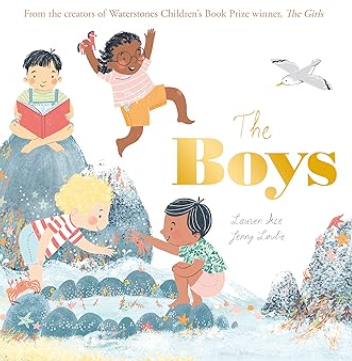 From the creators of Waterstones Children's Book Prize winner, The Girls
The
Boys
Lauren Ace
Jenny Løvlie